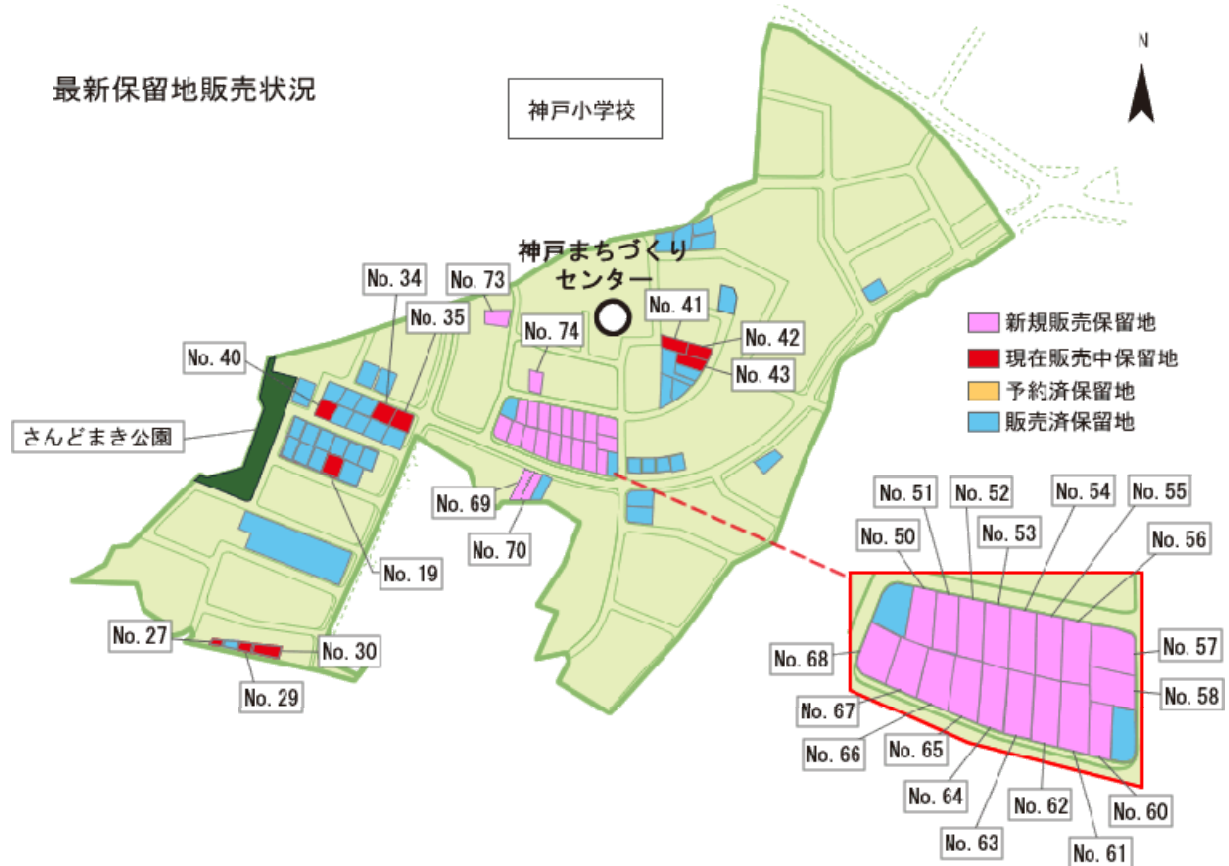 最新保留地販売状況
神戸小学校
N
神戸まちづくり
センター
No. 34
No. 73
No. 35
No. 41
No. 42
No. 43
No. 74
No. 40
さんどまき公園
No. 69
No. 70
No. 19
No. 27
No. 30
No. 29
新規販売保留地
現在販売中保留地
予約済保留地
販売済保留地
No. 51
No. 52
No. 54
No. 55
No. 50
No. 53
No. 56
No. 57
No. 68
No. 58
No. 67
No. 66
No. 65
No. 64
No. 63
No. 62
No. 61
No. 60